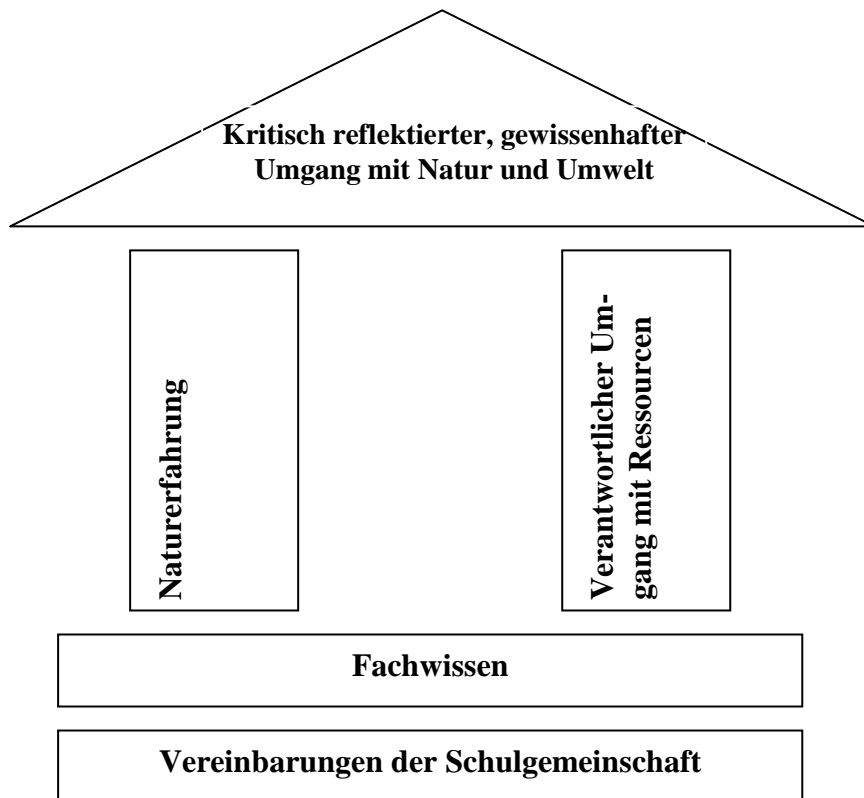 Kritisch reflektierter, gewissenhafter
Umgang mit Natur und Umwelt
Naturerfahrung
Verantwortlicher Um-
gang mit Ressourcen
Fachwissen
Vereinbarungen der Schulgemeinschaft